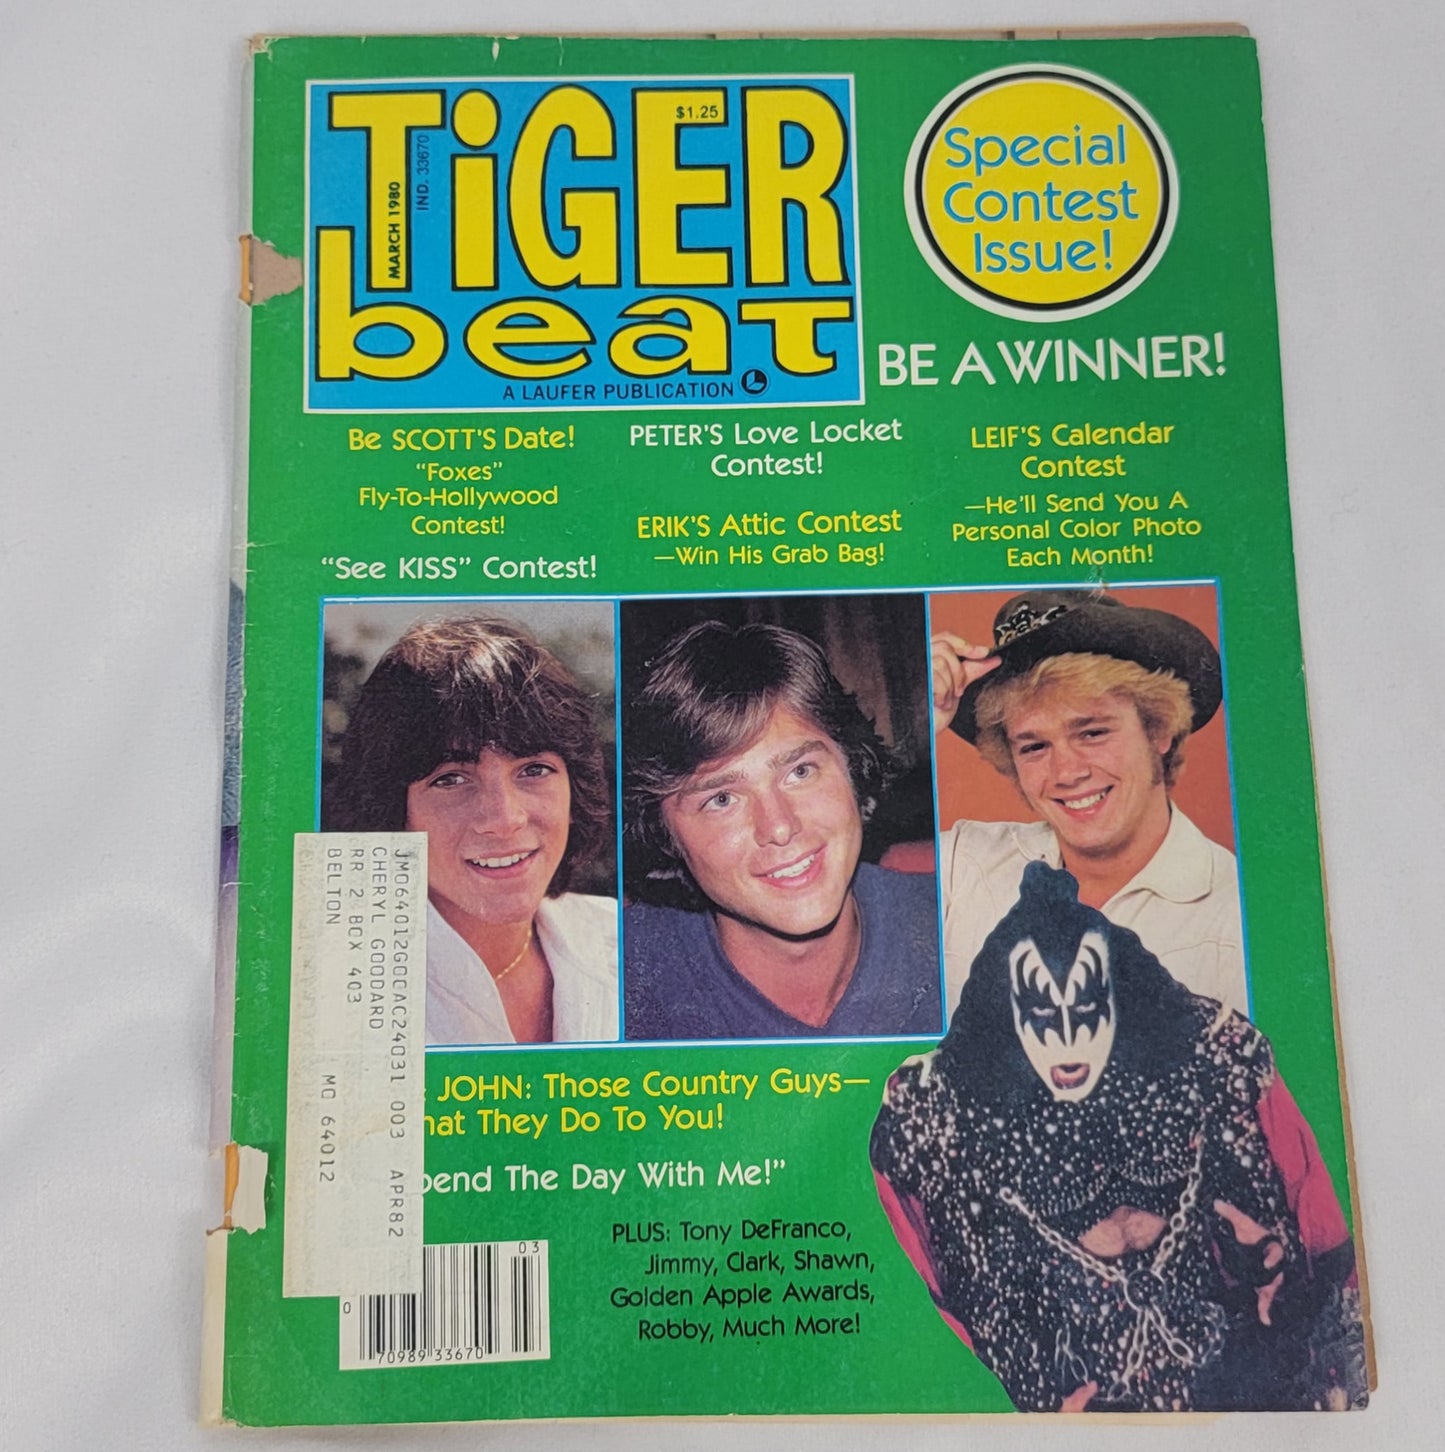 TiGER
beat
$1.25
MARCH 1980
IND. 33670
A LAUFER PUBLICATION
Special
Contest
Issue!
BE A WINNER!
Be SCOTT'S Date!
"Foxes"
Fly-To-Hollywood
Contest!
"See KISS" Contest!
PETER'S Love Locket
Contest!
ERIK'S Attic Contest
—Win His Grab Bag!
LEIF'S Calendar
Contest
—He'll Send You A
Personal Color Photo
Each Month!
JMO64012GOCAC24031 003 APR82
CHERYL GOODARD
RR 2 BOX 403
BELTON MO 64012
JOHN: Those Country Guys—
hat They Do To You!
pend The Day With Me!"
PLUS: Tony DeFranco,
Jimmy, Clark, Shawn,
Golden Apple Awards,
Robby, Much More!
03
0
70989 33670